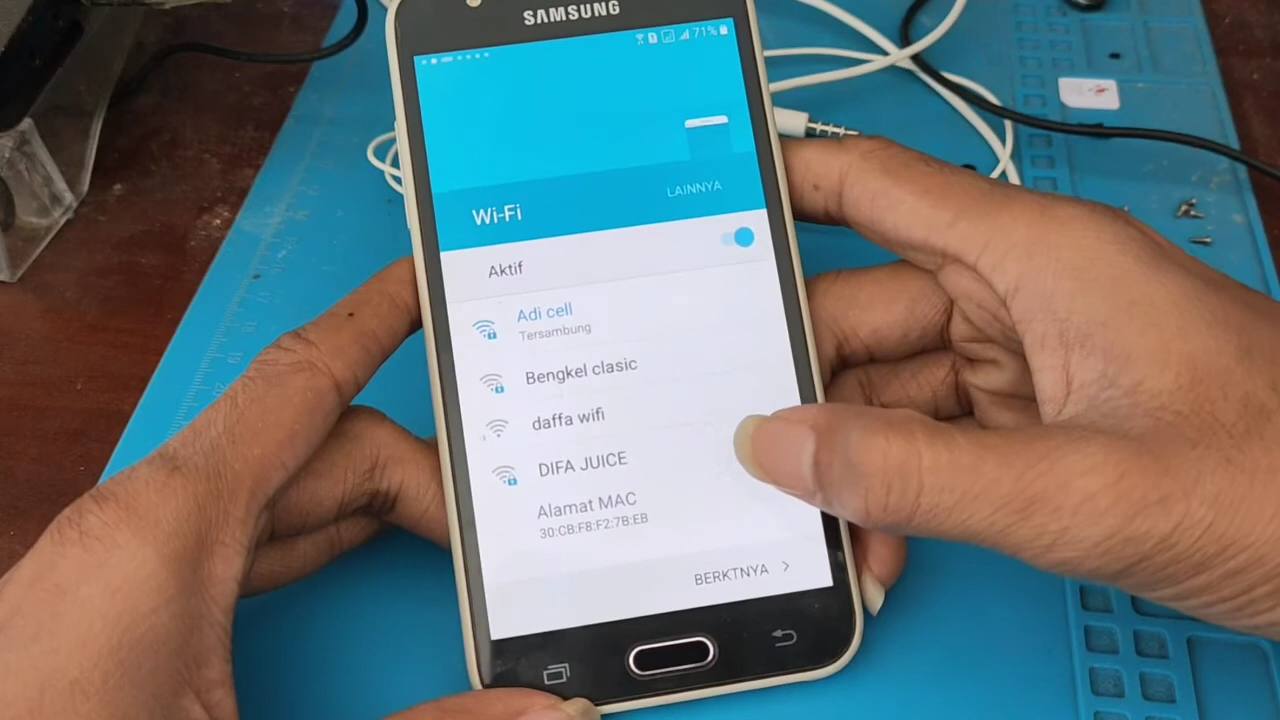 SAMSUNG
71%
LAINNYA
Wi-Fi
Aktif
Adi cell
Tersambung
Bengkel clasic
daffa wifi
DIFA JUICE
Alamat MAC
30:CB:F8:F2:7B:EB
BERKTNYA